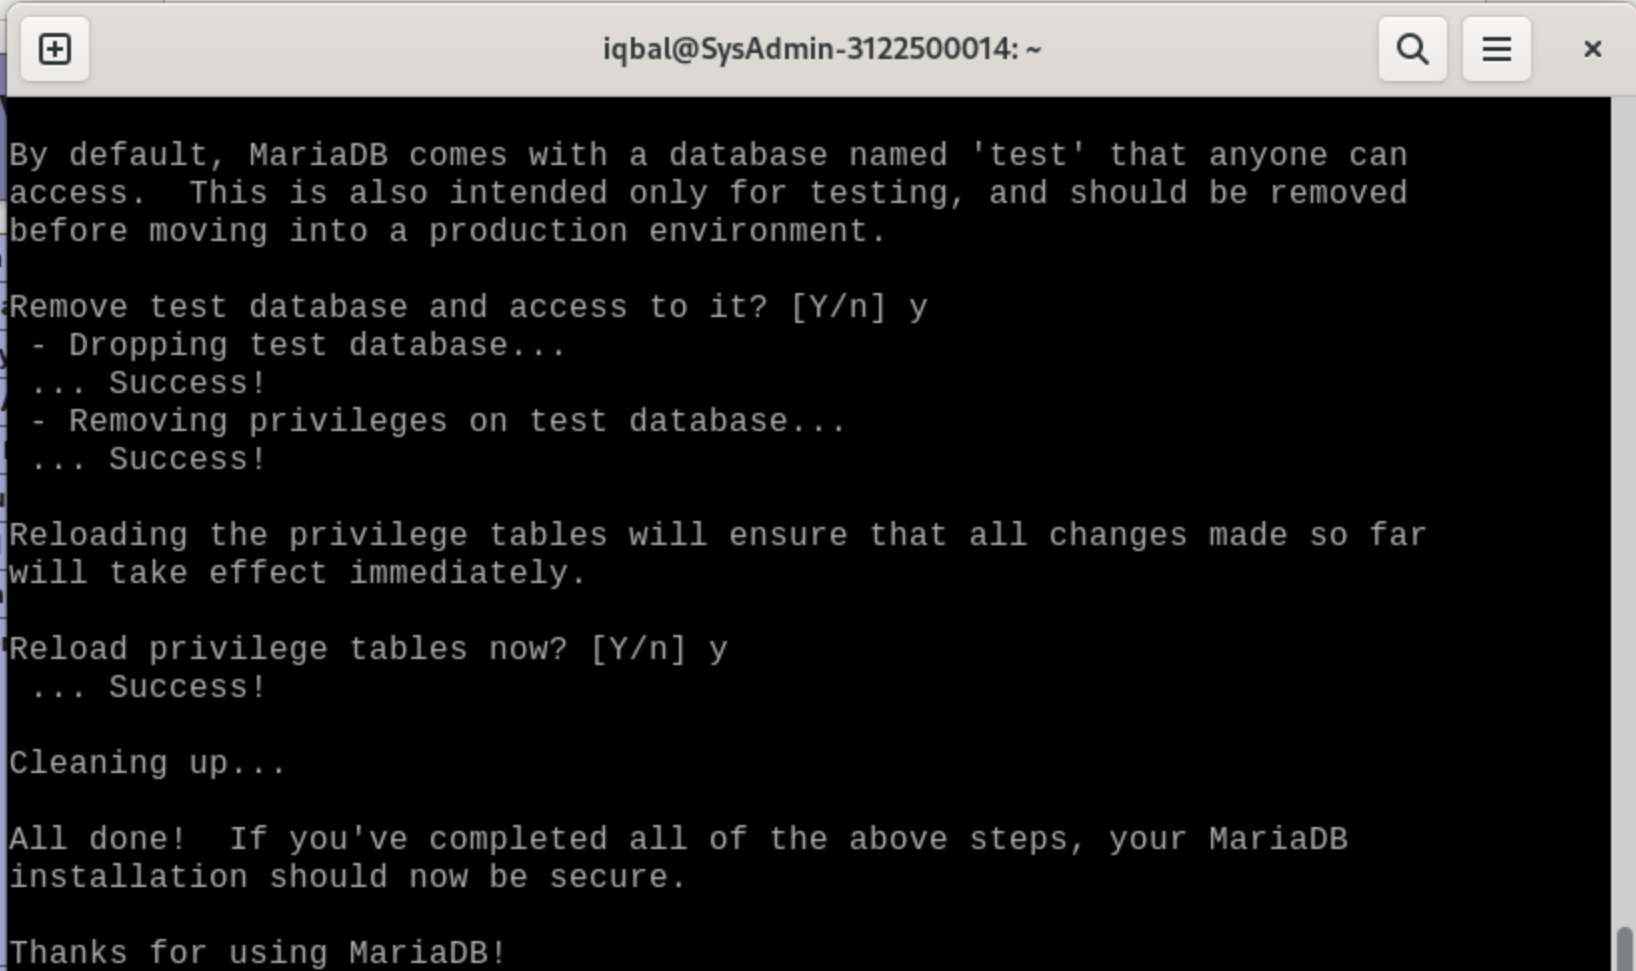 iqbal@SysAdmin-3122500014: ~
By default, MariaDB comes with a database named 'test' that anyone can
access.  This is also intended only for testing, and should be removed
before moving into a production environment.
Remove test database and access to it? [Y/n] y
 - Dropping test database...
 ... Success!
 - Removing privileges on test database...
 ... Success!
Reloading the privilege tables will ensure that all changes made so far
will take effect immediately.
Reload privilege tables now? [Y/n] y
 ... Success!
Cleaning up...
All done!  If you've completed all of the above steps, your MariaDB
installation should now be secure.
Thanks for using MariaDB!